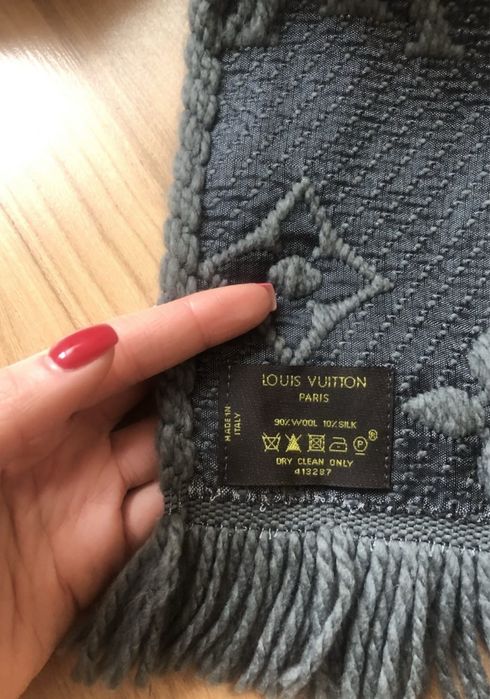 LOUIS VUITTON
PARIS
MADE IN
ITALY
90% WOOL 10% SILK
P®
DRY CLEAN ONLY
413287